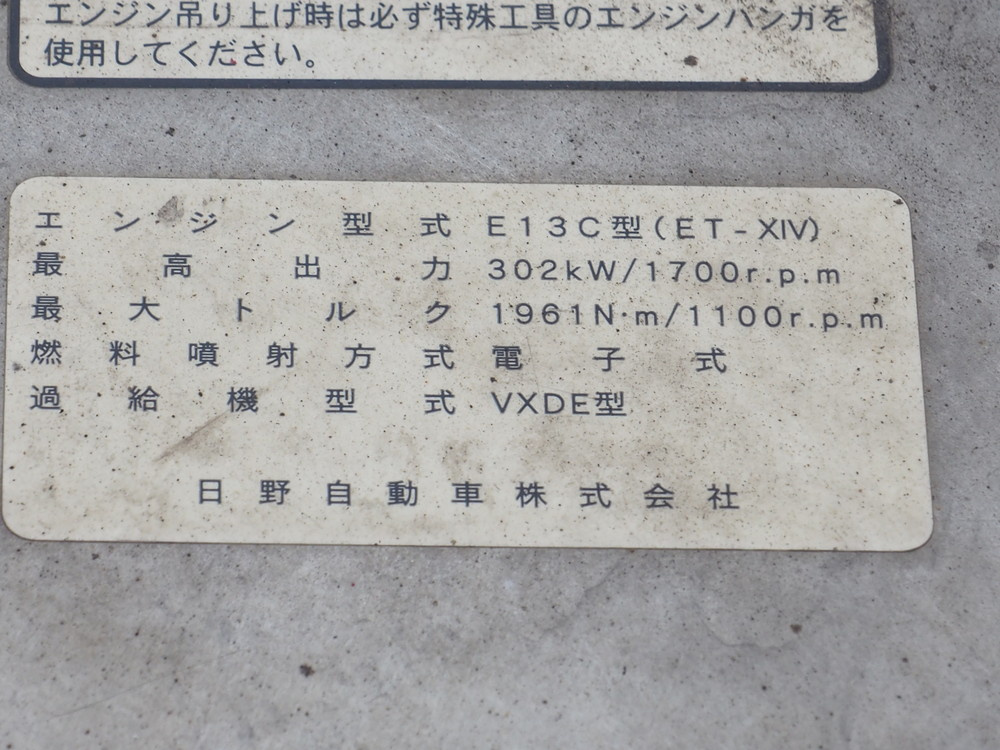 エンジン吊り上げ時は必ず特殊工具のエンジンハンガを
使用してください。
エンジン型式 E13C型(ET-XIV)
最高出力 302kW/1700r.p.m
最大トルク 1961N·m/1100r.p.m
燃料噴射方式 電子式
過給機型式 VXDE型
日野自動車株式会社